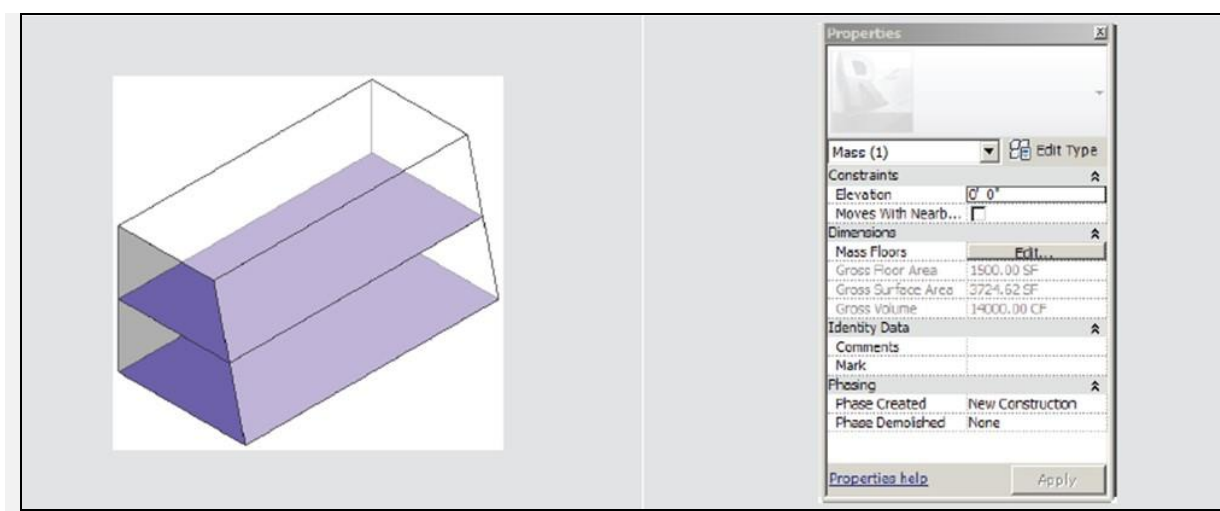 Properties
Mass (1) Edit Type
Constraints
Elevation 0' 0"
Moves With Nearb...
Dimensions
Mass Floors Edit...
Gross Floor Area 1500.00 SF
Gross Surface Area 3724.62 SF
Gross Volume 14000.00 CF
Identity Data
Comments
Mark
Phasing
Phase Created New Construction
Phase Demolished None
Properties help Apply